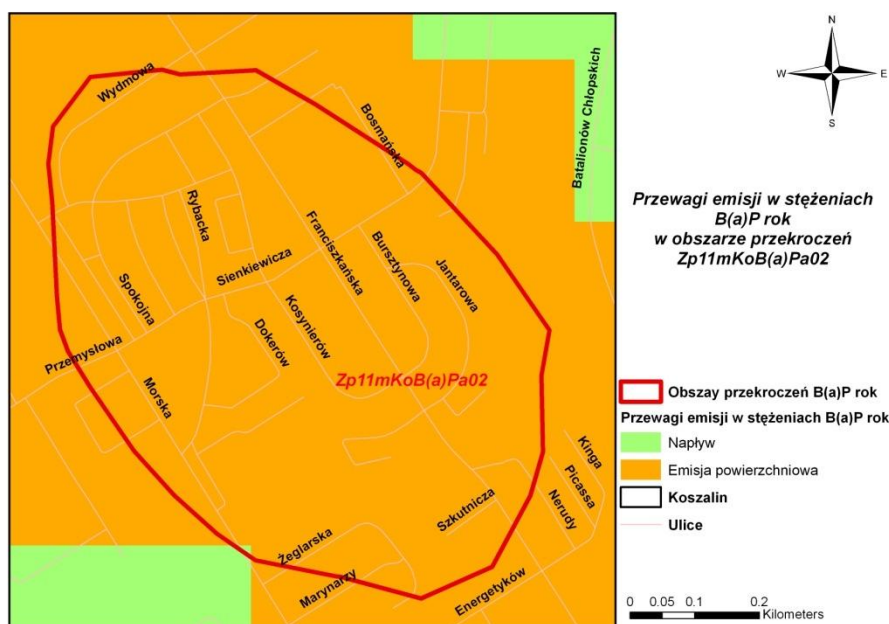 Wydmowa
Bosmańska
Batalionów Chłopskich
Rybacka
Franciszkańska
Bursztynowa
Jantarowa
Sienkiewicza
Spokojna
Dokerów
Kosynierów
Przemysłowa
Morska
Zp11mKoB(a)Pa02
Szkutnicza
Nerudy
Picassa
Kinga
Żeglarska
Marynarzy
Energetyków
N
W
E
S
Przewagi emisji w stężeniach
B(a)P rok
w obszarze przekroczeń
Zp11mKoB(a)Pa02
Obszay przekroczeń B(a)P rok
Przewagi emisji w stężeniach B(a)P rok
Napływ
Emisja powierzchniowa
Koszalin
Ulice
0 0.05 0.1 0.2
Kilometers